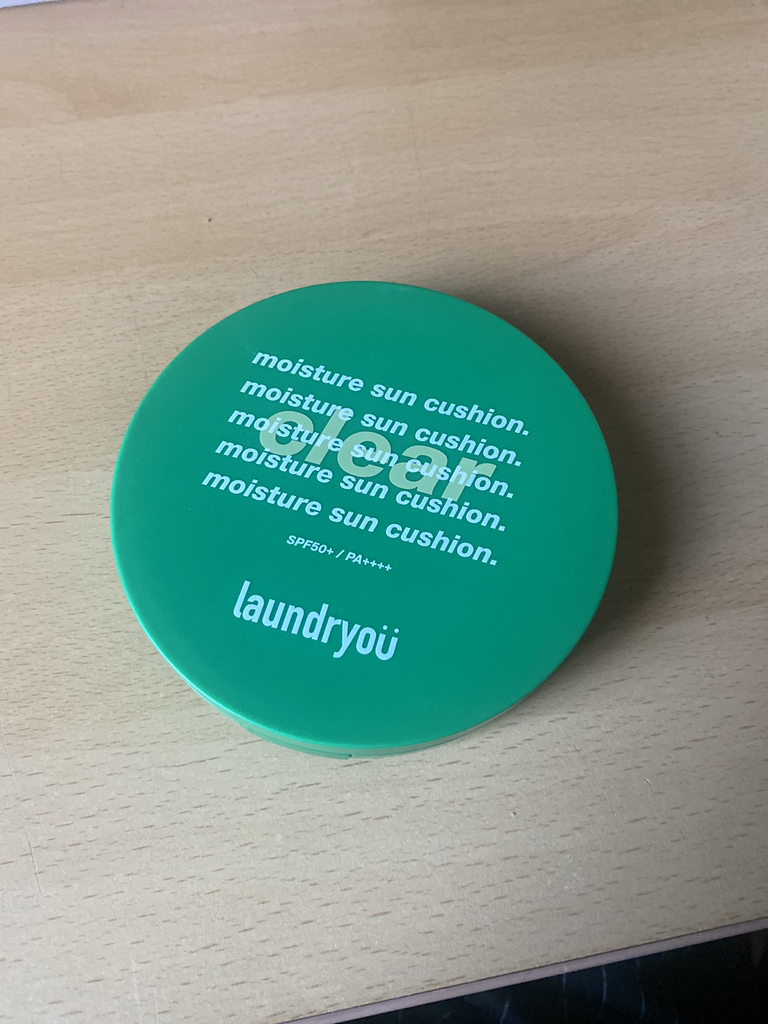 moisture sun cushion.
moisture sun cushion.
clear
moisture sun cushion.
moisture sun cushion.
moisture sun cushion.
SPF50+ / PA++++
laundryoü